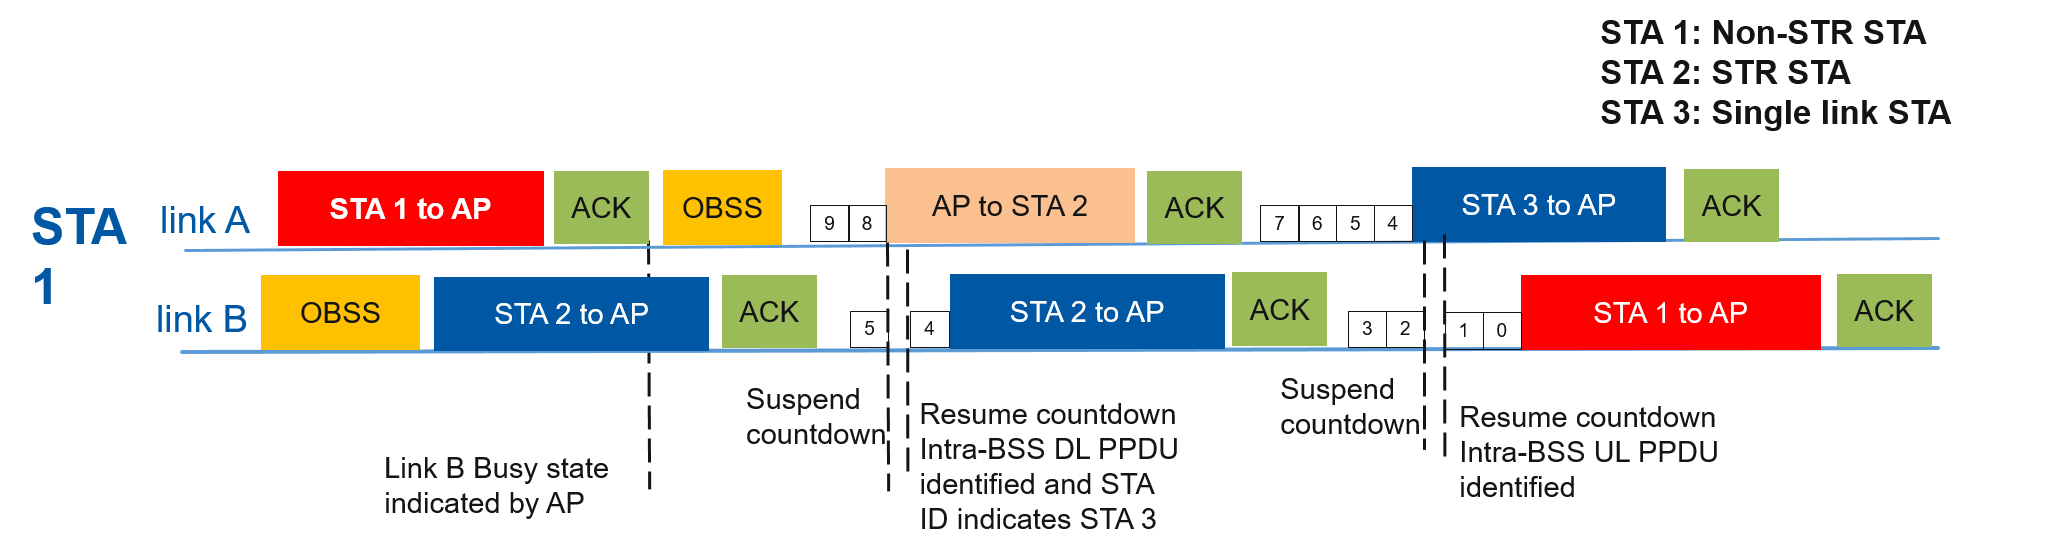 STA 1: Non-STR STA
STA 2: STR STA
STA 3: Single link STA
STA
1
link A
STA 1 to AP
ACK
OBSS
9 8
AP to STA 2
ACK
7 6 5 4
STA 3 to AP
ACK
link B
OBSS
STA 2 to AP
ACK
5
4
STA 2 to AP
ACK
3 2
1 0
STA 1 to AP
ACK
Link B Busy state
indicated by AP
Suspend
countdown
Resume countdown
Intra-BSS DL PPDU
identified and STA
ID indicates STA 3
Suspend
countdown
Resume countdown
Intra-BSS UL PPDU
identified